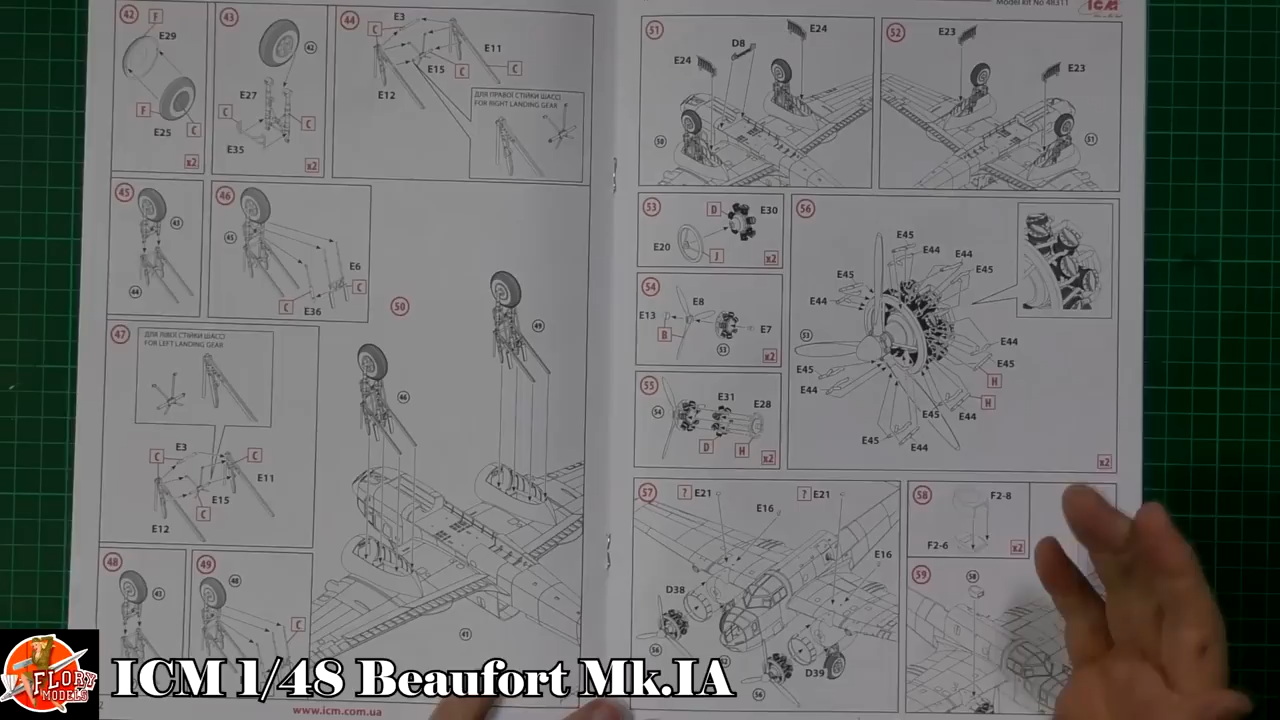 Model kit No 48311
ICM
42
F
E29
F
E25
C
x2
43
42
E27
C
C
E35
x2
44
E3
C
E11
E15
C
C
E12
ДЛЯ ПРАВОЇ СТІЙКИ ШАССІ
FOR RIGHT LANDING GEAR
45
43
44
46
45
E6
C
C
E36
47
ДЛЯ ЛІВОЇ СТІЙКИ ШАССІ
FOR LEFT LANDING GEAR
E3
C
C
E11
E15
C
E12
48
43
49
48
C
50
49
46
41
www.icm.com.ua
51
E24
D8
E24
50
52
E23
E23
51
53
D
E30
E20
J
x2
54
E8
E13
E7
B
53
x2
55
54
E31
E28
D
H
x2
56
E45
E44
E44
E45
E45
E44
53
E44
E45
H
E45
E44
H
E45
E44
E45
E44
x2
57
? E21
? E21
E16
E16
D38
56
D39
56
58
F2-8
F2-6
x2
59
58
FLORY
MODELS
ICM 1/48 Beaufort Mk.IA